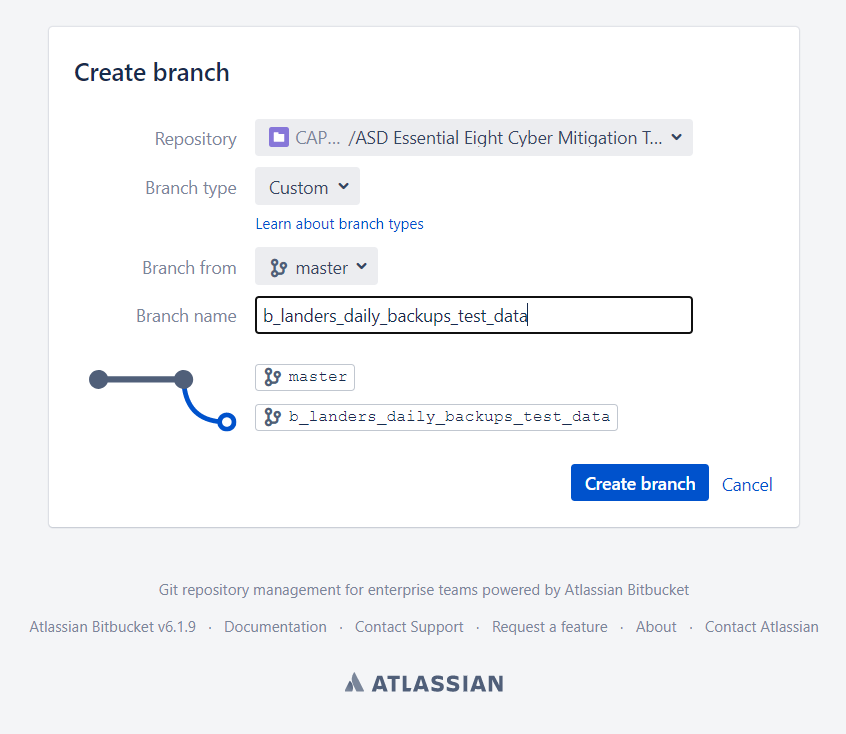 Create branch
Repository CAP... /ASD Essential Eight Cyber Mitigation T...
Branch type Custom
Learn about branch types
Branch from master
Branch name b_landers_daily_backups_test_data
master
b_landers_daily_backups_test_data
Create branch Cancel
Git repository management for enterprise teams powered by Atlassian Bitbucket
Atlassian Bitbucket v6.1.9 · Documentation · Contact Support · Request a feature · About · Contact Atlassian
ATLASSIAN